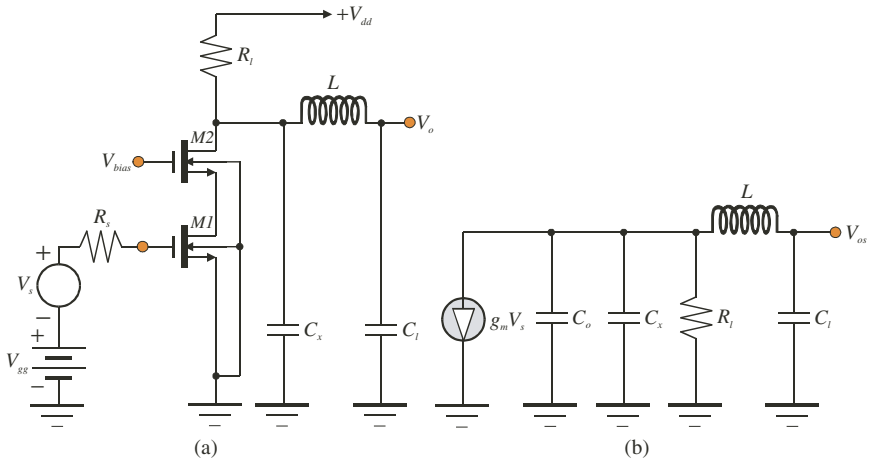 +V_dd
R_l
L
V_o
M2
V_bias
R_s
M1
+
V_s
−
+
V_gg
−
C_x
C_l
(a)
L
V_os
g_m V_s
C_o
C_x
R_l
C_l
(b)